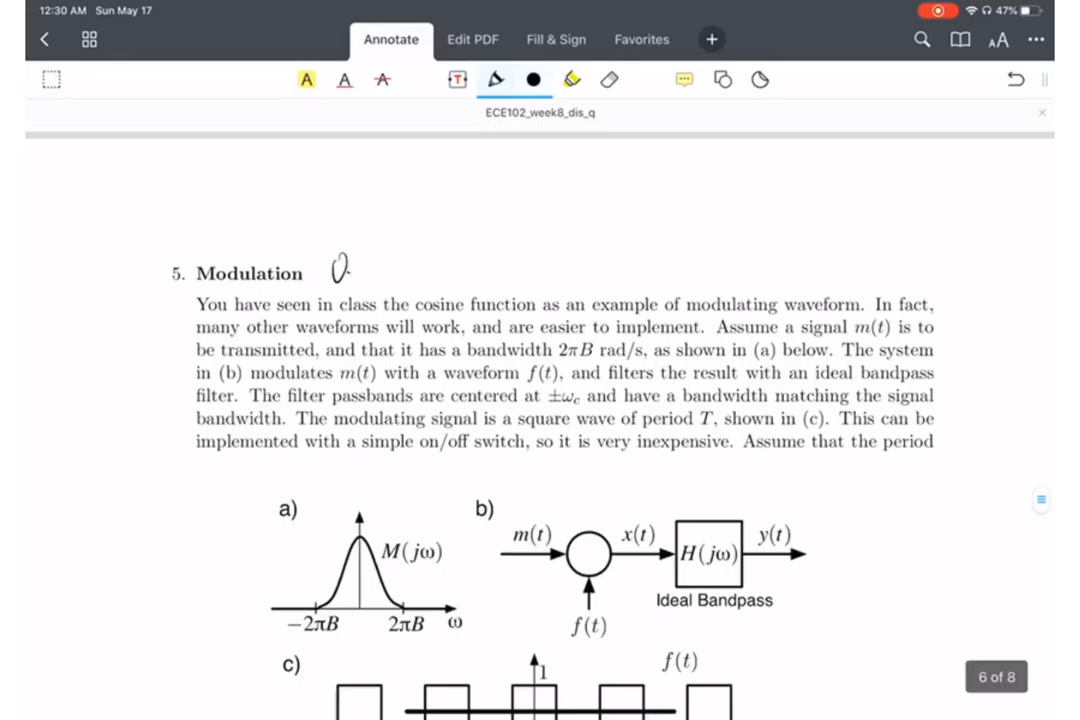 12:30 AM Sun May 17
47%
Annotate Edit PDF Fill & Sign Favorites +
AA
A A A T
ECE102_week8_dis_q
5. Modulation
You have seen in class the cosine function as an example of modulating waveform. In fact,
many other waveforms will work, and are easier to implement. Assume a signal m(t) is to
be transmitted, and that it has a bandwidth 2πB rad/s, as shown in (a) below. The system
in (b) modulates m(t) with a waveform f(t), and filters the result with an ideal bandpass
filter. The filter passbands are centered at ±ω_c and have a bandwidth matching the signal
bandwidth. The modulating signal is a square wave of period T, shown in (c). This can be
implemented with a simple on/off switch, so it is very inexpensive. Assume that the period
a) b)
m(t) x(t) y(t)
M(jω) H(jω)
Ideal Bandpass
−2πB 2πB ω f(t)
c) 1 f(t)
6 of 8